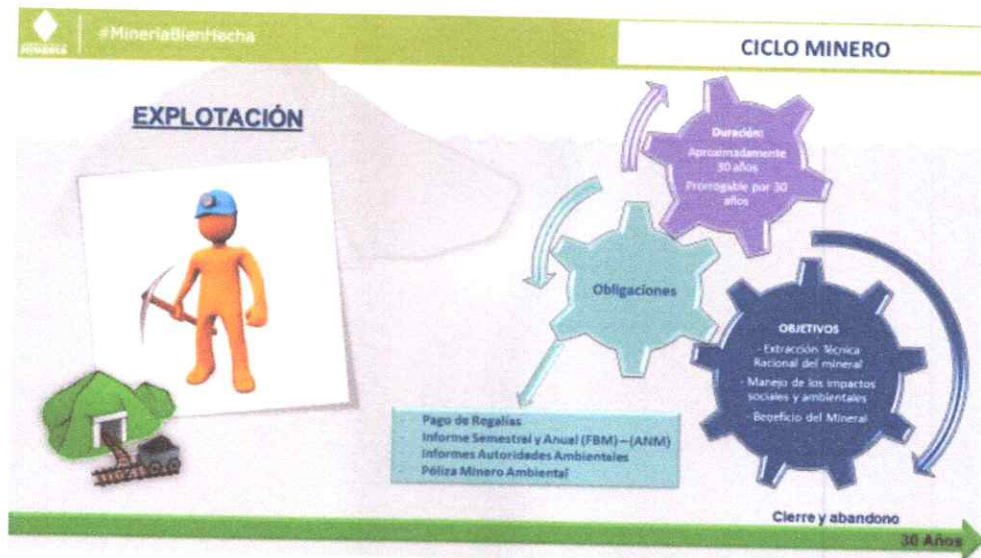 MINERÍA
#MineríaBienHecha
CICLO MINERO
EXPLOTACIÓN
Duración:
Aproximadamente
30 años
Prorrogable por 30
años
Obligaciones
OBJETIVOS
- Extracción Técnica
Racional del mineral
- Manejo de los impactos
sociales y ambientales
- Beneficio del Mineral
Pago de Regalías
Informe Semestral y Anual (FBM)—(ANM)
Informes Autoridades Ambientales
Póliza Minero Ambiental
Cierre y abandono
30 Años